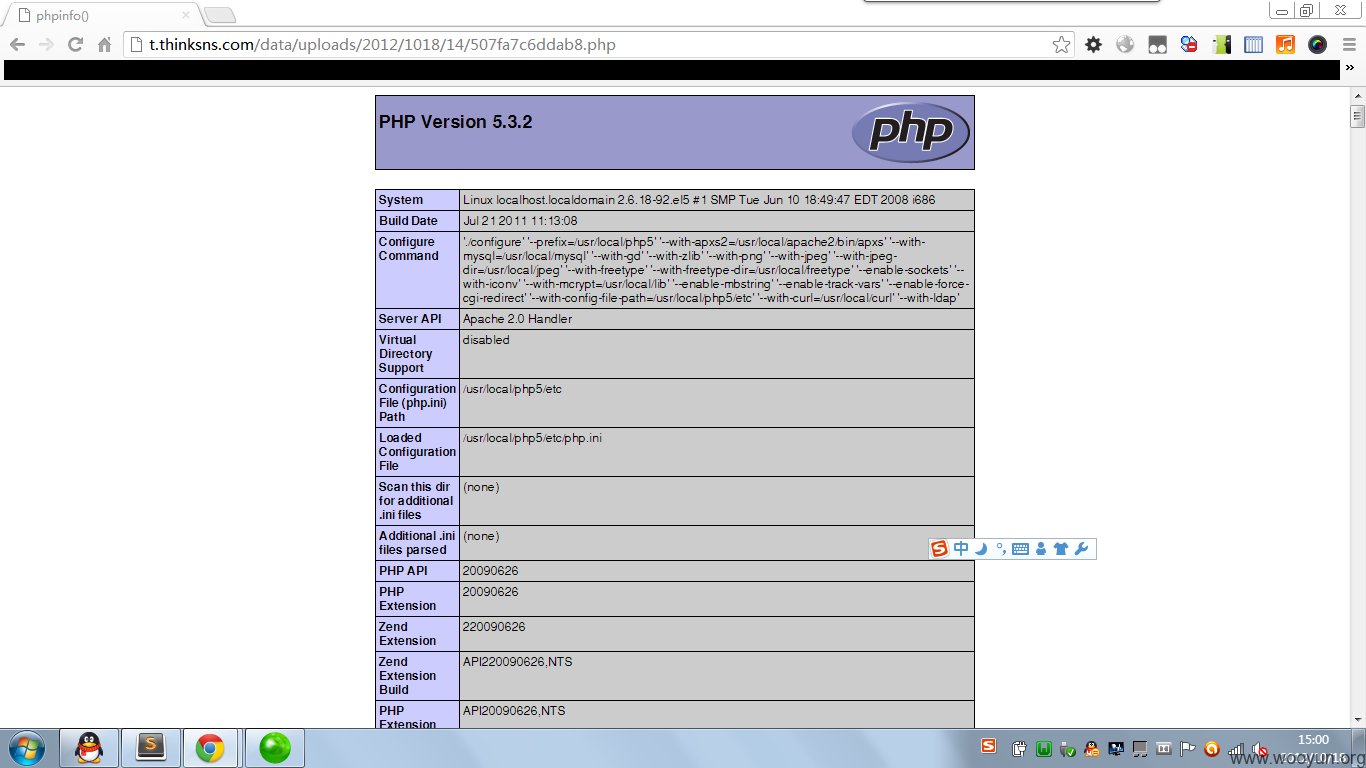 phpinfo()
t.thinksns.com/data/uploads/2012/1018/14/507fa7c6ddab8.php
»
PHP Version 5.3.2
php
System Linux localhost.localdomain 2.6.18-92.el5 #1 SMP Tue Jun 10 18:49:47 EDT 2008 i686
Build Date Jul 21 2011 11:13:08
Configure './configure' '--prefix=/usr/local/php5' '--with-apxs2=/usr/local/apache2/bin/apxs' '--with-
Command mysql=/usr/local/mysql' '--with-gd' '--with-zlib' '--with-png' '--with-jpeg' '--with-jpeg-
dir=/usr/local/jpeg' '--with-freetype' '--with-freetype-dir=/usr/local/freetype' '--enable-sockets' '--
with-iconv' '--with-mcrypt=/usr/local/lib' '--enable-mbstring' '--enable-track-vars' '--enable-force-
cgi-redirect' '--with-config-file-path=/usr/local/php5/etc' '--with-curl=/usr/local/curl' '--with-ldap'
Server API Apache 2.0 Handler
Virtual disabled
Directory
Support
Configuration /usr/local/php5/etc
File (php.ini)
Path
Loaded /usr/local/php5/etc/php.ini
Configuration
File
Scan this dir (none)
for additional
.ini files
Additional .ini (none)
files parsed
中
PHP API 20090626
PHP 20090626
Extension
Zend 220090626
Extension
Zend API220090626,NTS
Extension
Build
PHP API20090626,NTS
Extension
15:00
www.wooyun.org